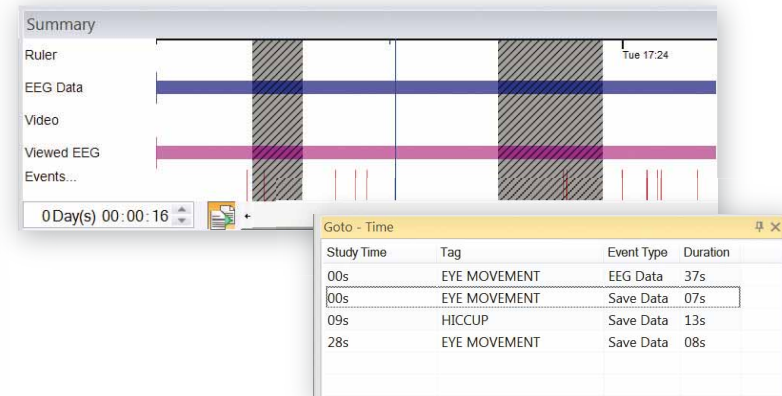 Summary
Ruler
Tue 17:24
EEG Data
Video
Viewed EEG
Events...
0 Day(s) 00:00:16
Goto - Time
Study Time Tag Event Type Duration
00s EYE MOVEMENT EEG Data 37s
00s EYE MOVEMENT Save Data 07s
09s HICCUP Save Data 13s
28s EYE MOVEMENT Save Data 08s